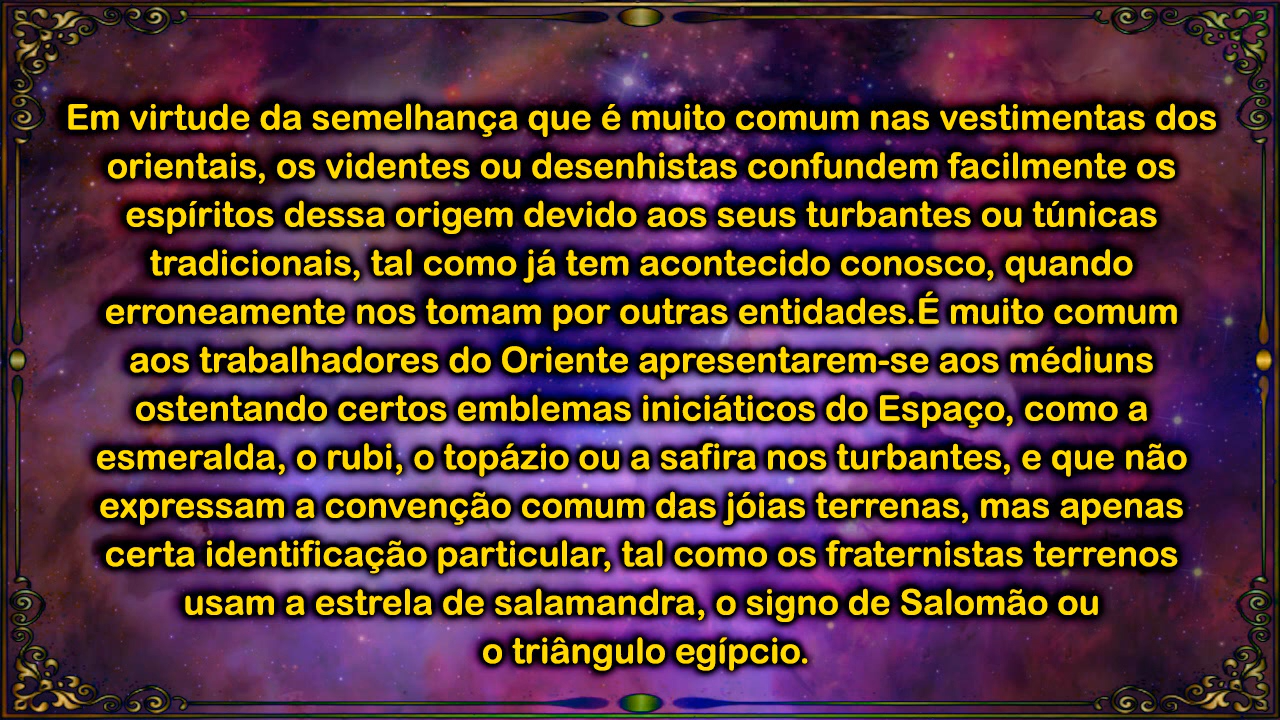 Em virtude da semelhança que é muito comum nas vestimentas dos
orientais, os videntes ou desenhistas confundem facilmente os
espíritos dessa origem devido aos seus turbantes ou túnicas
tradicionais, tal como já tem acontecido conosco, quando
erroneamente nos tomam por outras entidades.É muito comum
aos trabalhadores do Oriente apresentarem-se aos médiuns
ostentando certos emblemas iniciáticos do Espaço, como a
esmeralda, o rubi, o topázio ou a safira nos turbantes, e que não
expressam a convenção comum das jóias terrenas, mas apenas
certa identificação particular, tal como os fraternistas terrenos
usam a estrela de salamandra, o signo de Salomão ou
o triângulo egípcio.